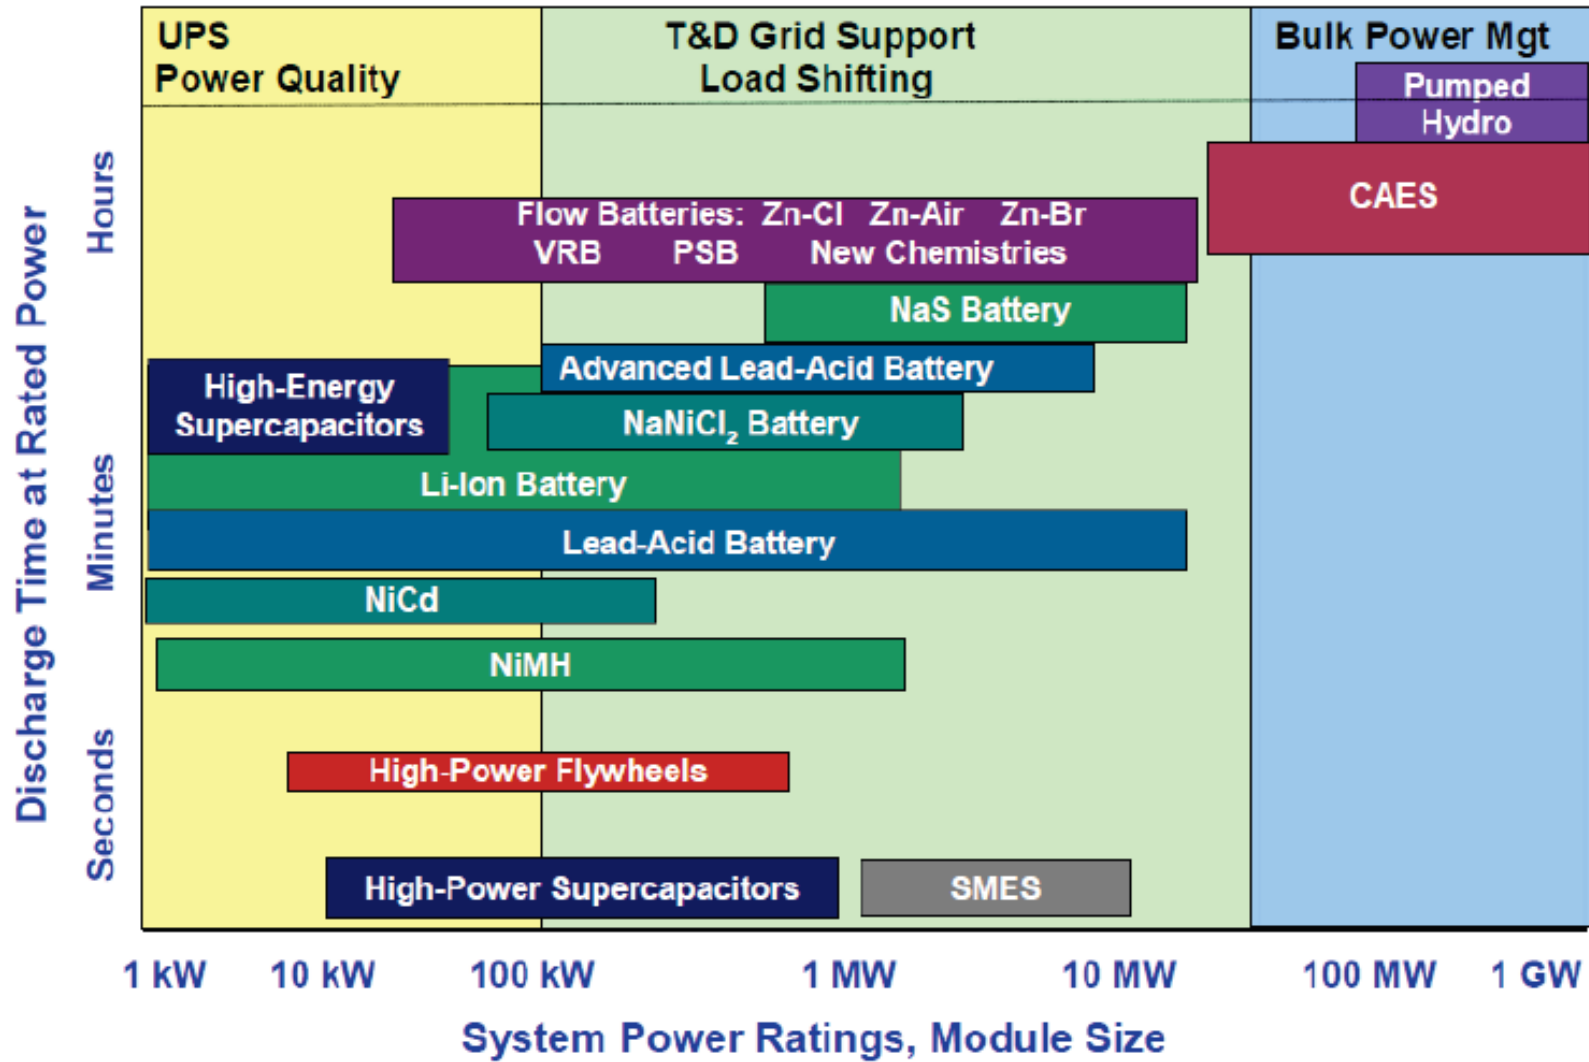 UPS
Power Quality
T&D Grid Support
Load Shifting
Bulk Power Mgt
Pumped
Hydro
CAES
Flow Batteries: Zn-Cl Zn-Air Zn-Br
VRB PSB New Chemistries
NaS Battery
Advanced Lead-Acid Battery
High-Energy
Supercapacitors
NaNiCl₂ Battery
Li-Ion Battery
Lead-Acid Battery
NiCd
NiMH
High-Power Flywheels
High-Power Supercapacitors
SMES
Discharge Time at Rated Power
Hours
Minutes
Seconds
1 kW 10 kW 100 kW 1 MW 10 MW 100 MW 1 GW
System Power Ratings, Module Size